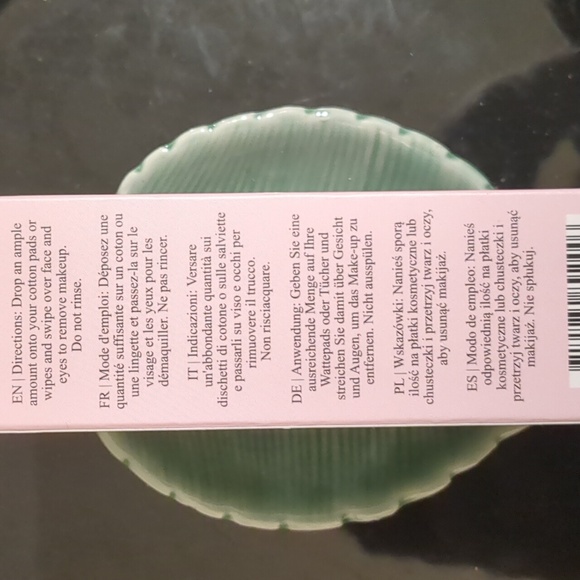 EN | Directions: Drop an ample
amount onto your cotton pads or
wipes and swipe over face and
eyes to remove makeup.
Do not rinse.
FR | Mode d'emploi: Déposez une
quantité suffisante sur un coton ou
une lingette et passez-la sur le
visage et les yeux pour les
démaquiller. Ne pas rincer.
IT | Indicazioni: Versare
un'abbondante quantità sui
dischetti di cotone o sulle salviette
e passarli su viso e occhi per
rimuovere il trucco.
Non risciacquare.
DE | Anwendung: Geben Sie eine
ausreichende Menge auf Ihre
Wattepads oder Tücher und
streichen Sie damit über Gesicht
und Augen, um das Make-up zu
entfernen. Nicht ausspülen.
PL | Wskazówki: Nanieś sporą
ilość na płatki kosmetyczne lub
chusteczki i przetrzyj twarz i oczy,
aby usunąć makijaż.
ES | Modo de empleo: Nanieś
odpowiednią ilość na płatki
kosmetyczne lub chusteczki i
przetrzyj twarz i oczy, aby usunąć
makijaż. Nie spłukuj.